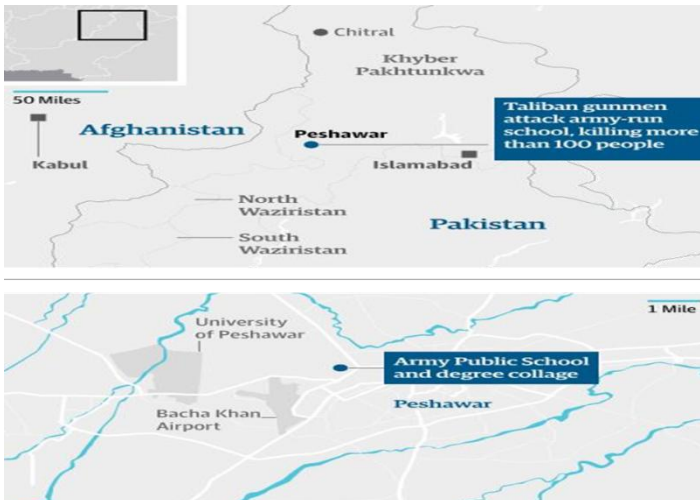 Chitral
Khyber
Pakhtunkwa
50 Miles
Taliban gunmen
attack army-run
school, killing more
than 100 people
Afghanistan
Peshawar
Kabul
Islamabad
North
Waziristan
South
Waziristan
Pakistan
1 Mile
University
of Peshawar
Army Public School
and degree collage
Peshawar
Bacha Khan
Airport